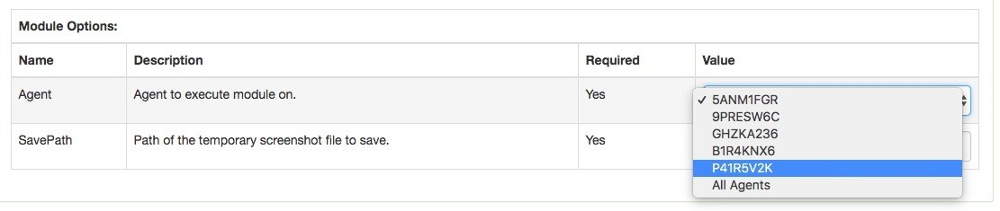 Module Options:
Name Description Required Value
Agent Agent to execute module on. Yes
✓ 5ANM1FGR
9PRESW6C
GHZKA236
B1R4KNX6
P41R5V2K
All Agents
SavePath Path of the temporary screenshot file to save. Yes